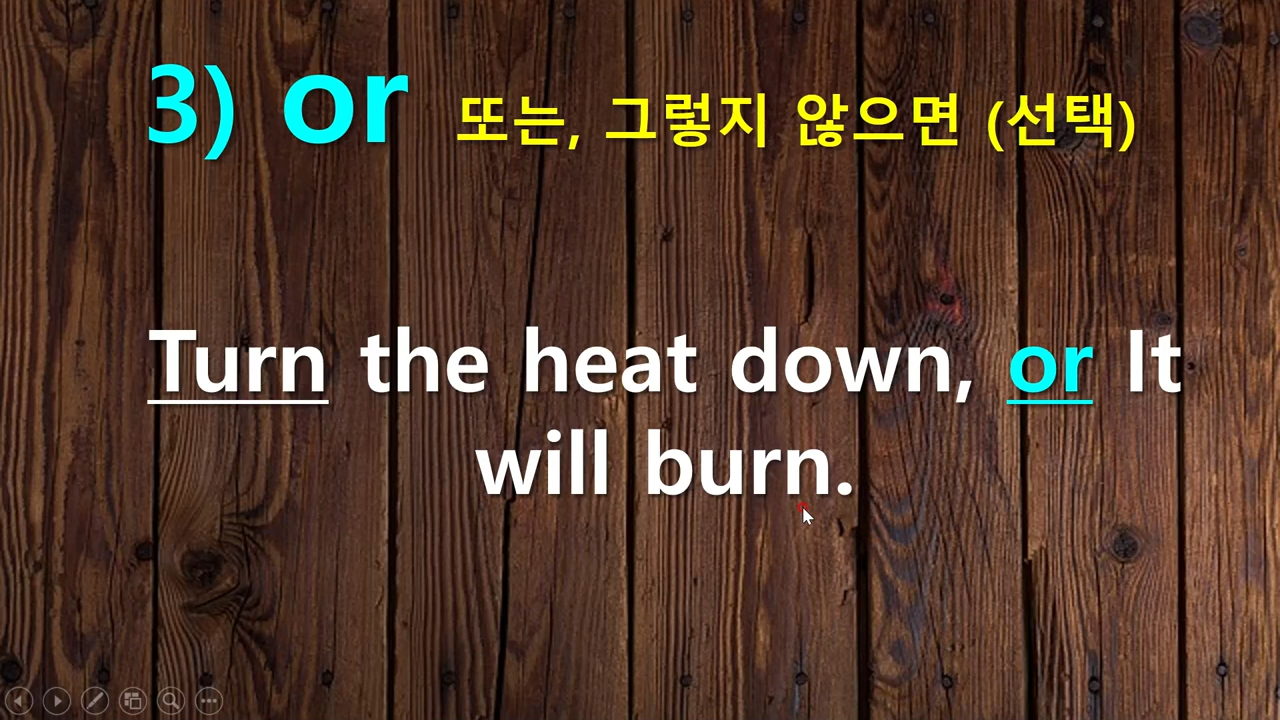 3) or 또는, 그렇지 않으면 (선택)
Turn the heat down, or It
will burn.